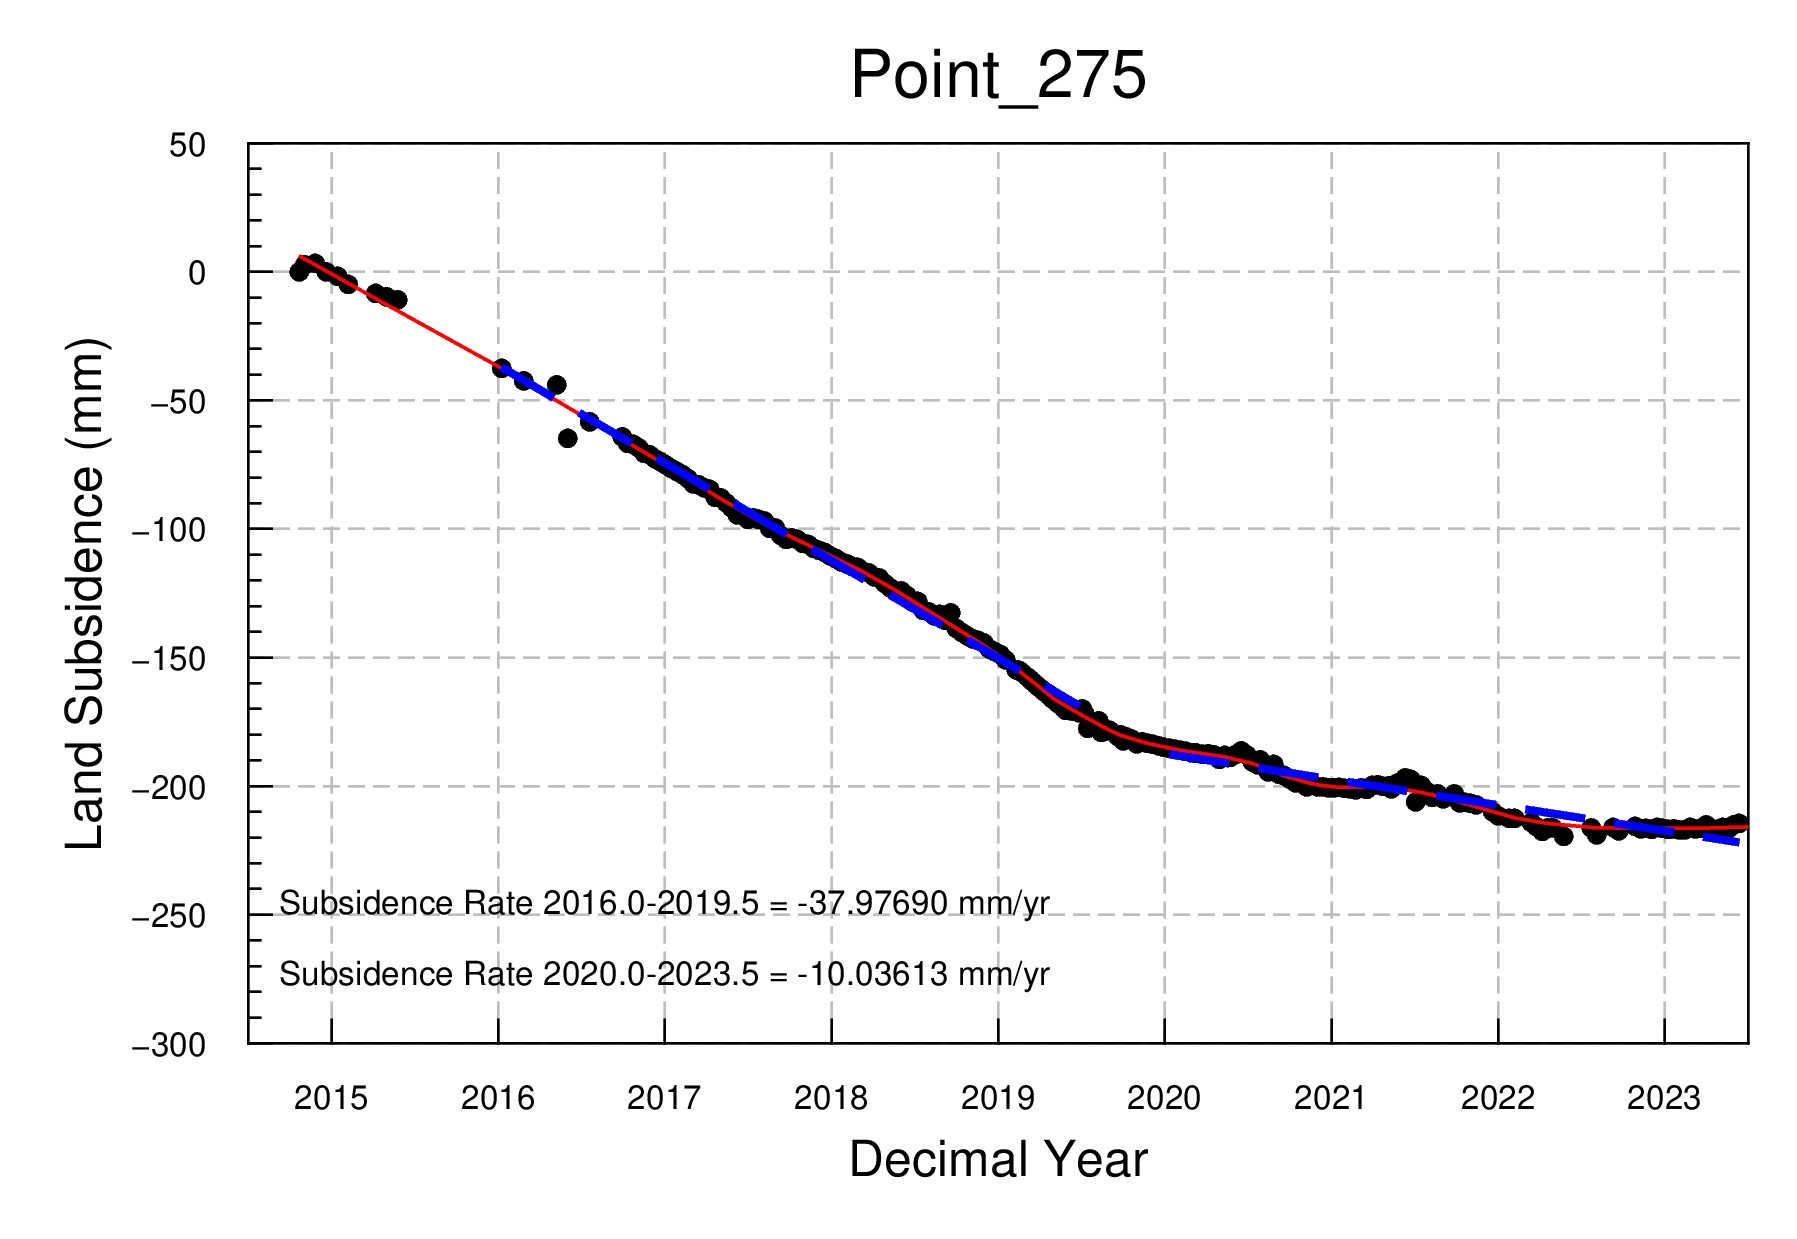 Point_275
50
0
−50
−100
−150
−200
−250
−300
Land Subsidence (mm)
Subsidence Rate 2016.0-2019.5 = -37.97690 mm/yr
Subsidence Rate 2020.0-2023.5 = -10.03613 mm/yr
2015 2016 2017 2018 2019 2020 2021 2022 2023
Decimal Year